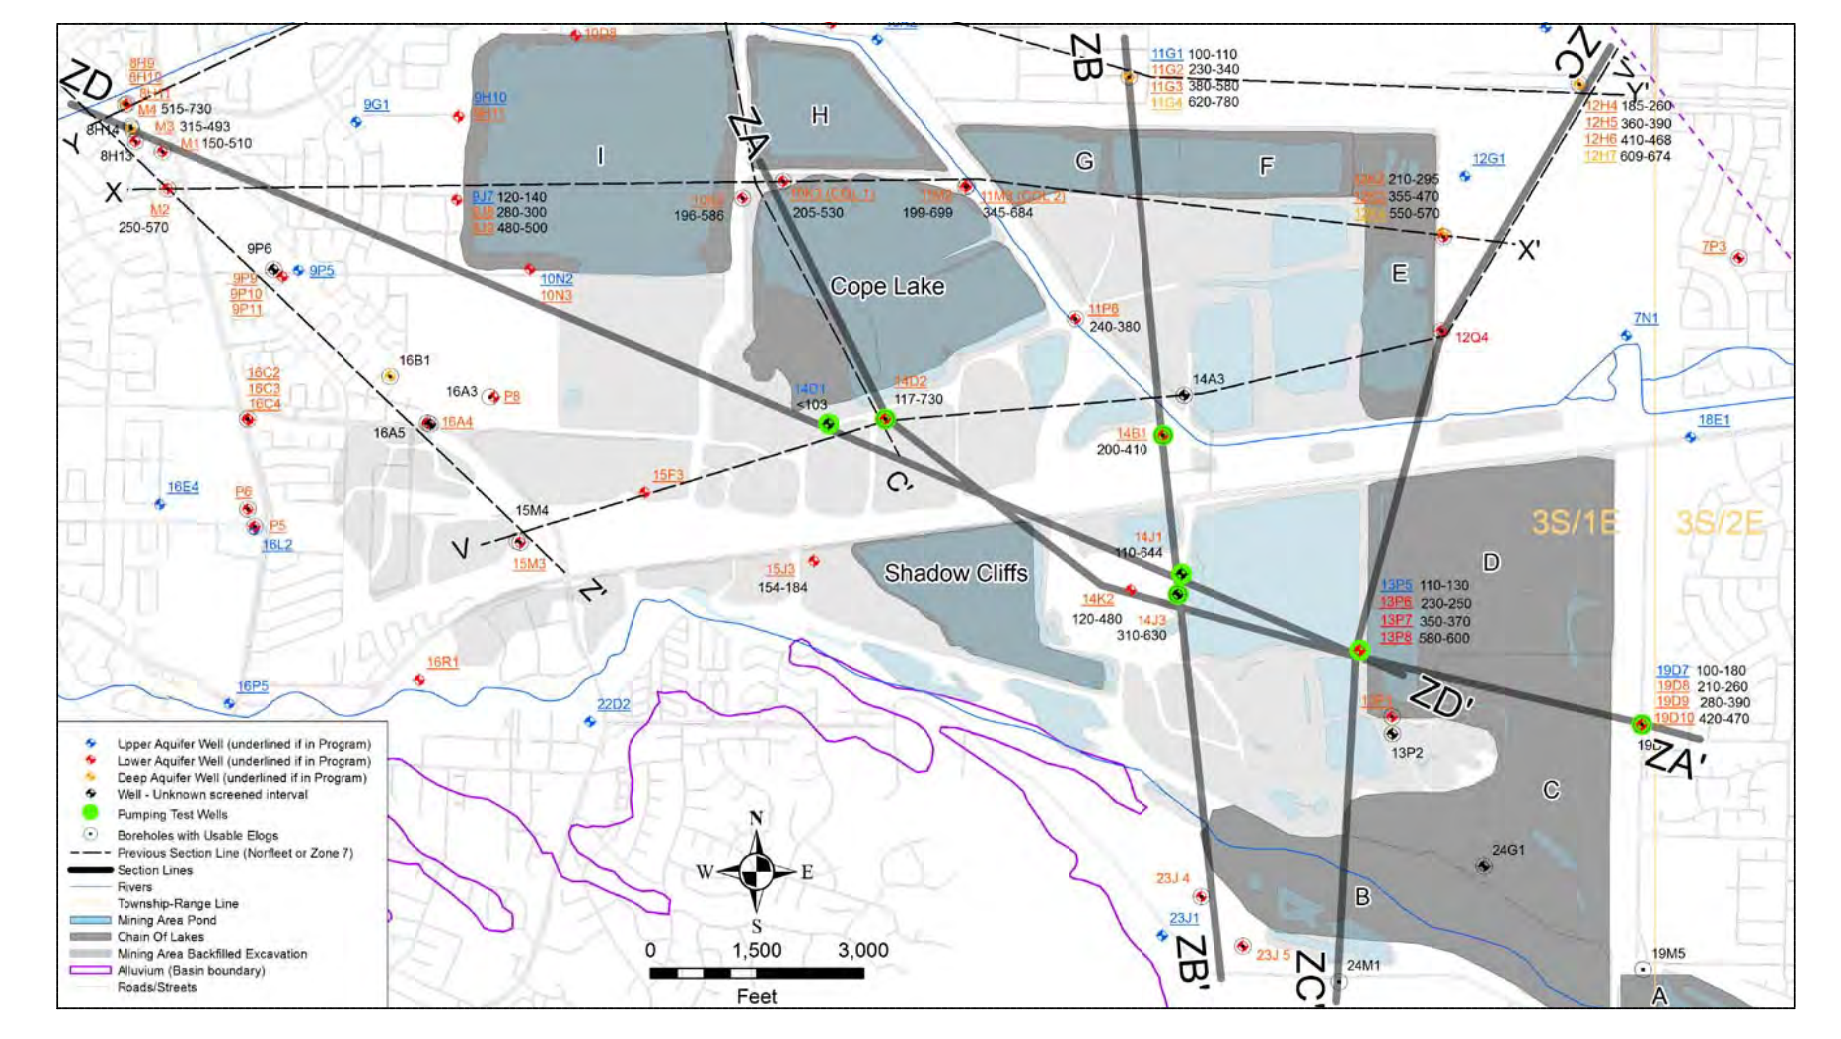 10D8
ZD
8H9
8H10
8H11
M4 515-730
M3 315-493
M1 150-510
8H14
8H13
Y
X
M2
250-570
9G1
9H10
9H11
I
H
ZA
ZB
11G1 100-110
11G2 230-340
11G3 380-580
11G4 620-780
ZC
V'
Y'
12H4 185-260
12H5 360-390
12H6 410-468
12H7 609-674
G
F
12G1
9J7 120-140
9J8 280-300
9J9 480-500
196-586
10K3 (COL 1)
205-530
199-699
11M3 (COL 2)
345-684
210-295
355-470
550-570
X'
7P3
9P6
9P5
9P9
9P10
9P11
10N2
10N3
Cope Lake
E
11P6
240-380
12Q4
7N1
16B1
16A3
P8
16C2
16C3
16C4
16A4
16A5
14D1
<103
14D2
117-730
14A3
14B1
200-410
18E1
C'
15F3
16E4
P6
P5
16L2
15M4
V
15M3
Z'
15J3
154-184
Shadow Cliffs
14J1
110-644
14K2
120-480
14J3
310-630
3S/1E
3S/2E
D
13P5 110-130
13P6 230-250
13P7 350-370
13P8 580-600
16R1
16P5
22D2
ZD'
13P2
19D7 100-180
19D8 210-260
19D9 280-390
19D10 420-470
ZA'
C
24G1
B
23J 4
23J1
23J 5
ZB'
ZC'
24M1
19M5
A
Upper Aquifer Well (underlined if in Program)
Lower Aquifer Well (underlined if in Program)
Deep Aquifer Well (underlined if in Program)
Well - Unknown screened interval
Pumping Test Wells
Boreholes with Usable Elogs
Previous Section Line (Norfleet or Zone 7)
Section Lines
Rivers
Township-Range Line
Mining Area Pond
Chain Of Lakes
Mining Area Backfilled Excavation
Alluvium (Basin boundary)
Roads/Streets
N
W
E
S
0 1,500 3,000
Feet